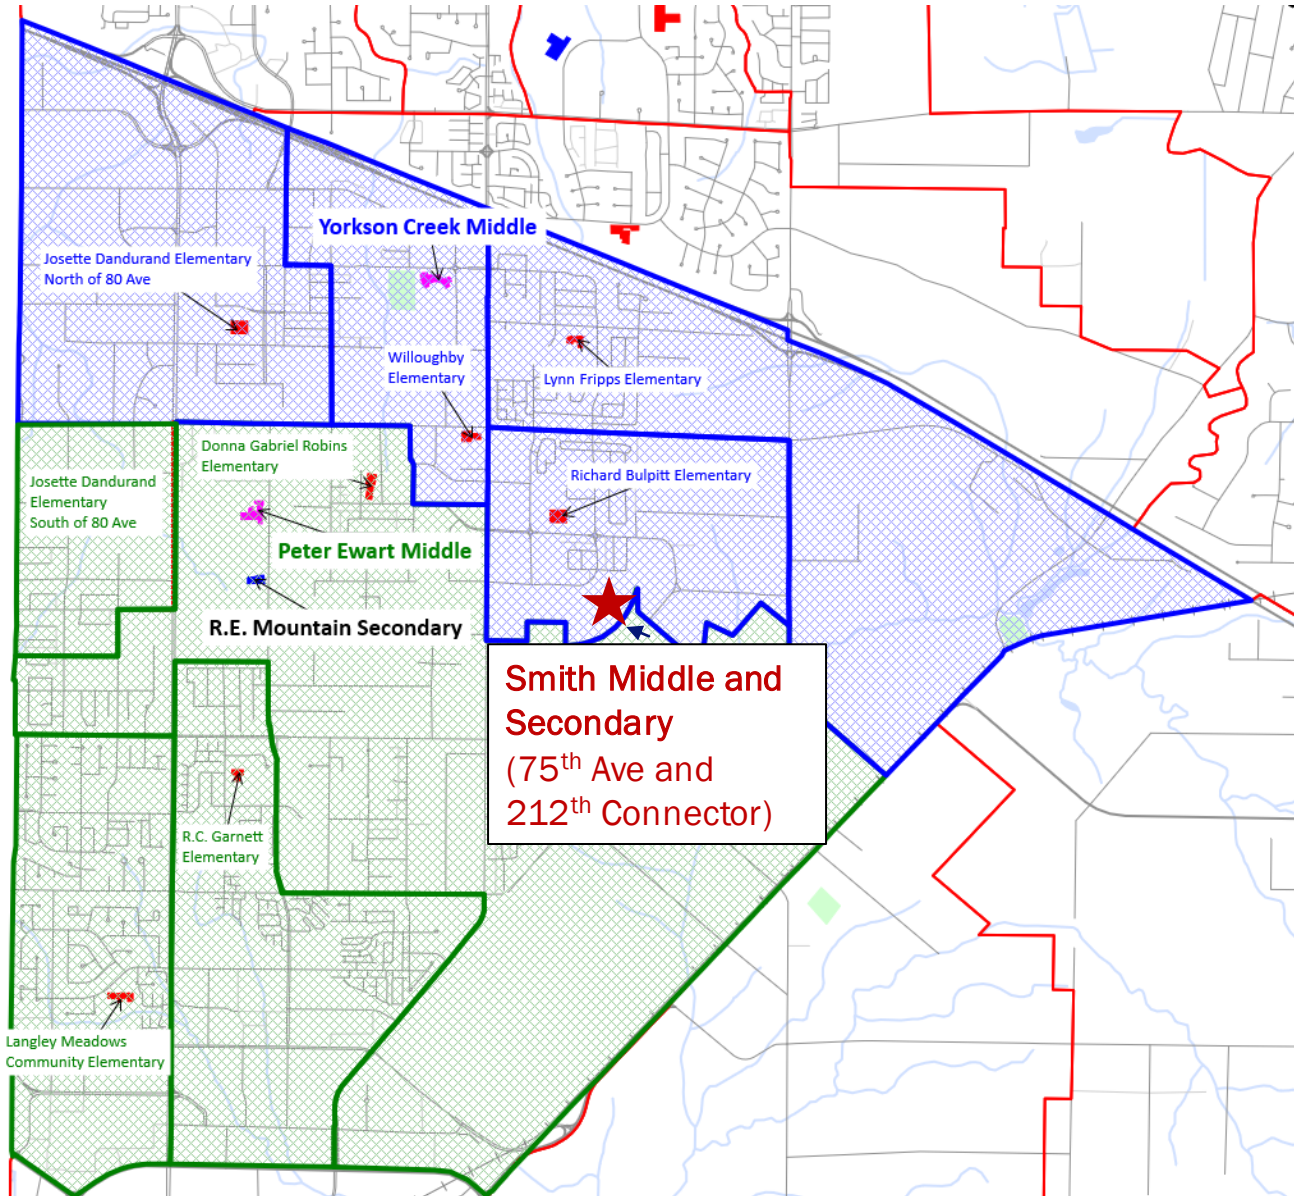 Yorkson Creek Middle
Josette Dandurand Elementary
North of 80 Ave
Willoughby
Elementary
Lynn Fripps Elementary
Donna Gabriel Robins
Elementary
Richard Bulpitt Elementary
Josette Dandurand
Elementary
South of 80 Ave
Peter Ewart Middle
R.E. Mountain Secondary
Smith Middle and
Secondary
(75th Ave and
212th Connector)
R.C. Garnett
Elementary
Langley Meadows
Community Elementary